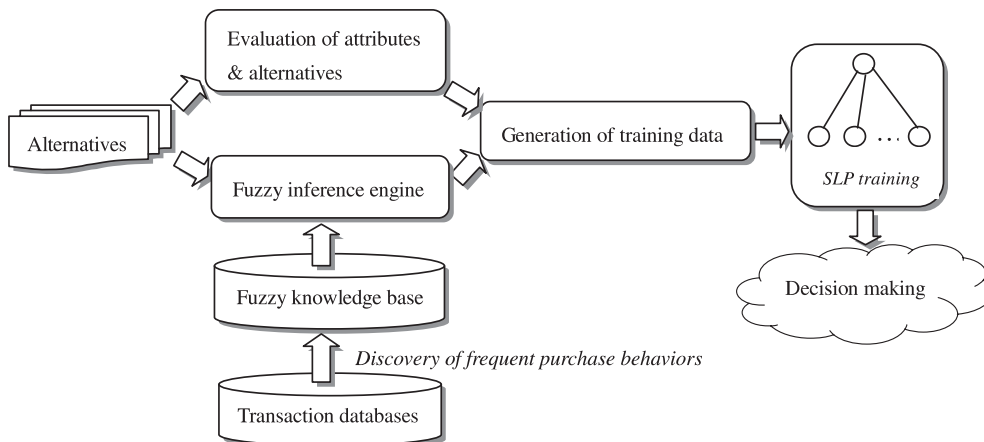 Evaluation of attributes
& alternatives
Alternatives
Generation of training data
...
SLP training
Fuzzy inference engine
Fuzzy knowledge base
Decision making
Discovery of frequent purchase behaviors
Transaction databases